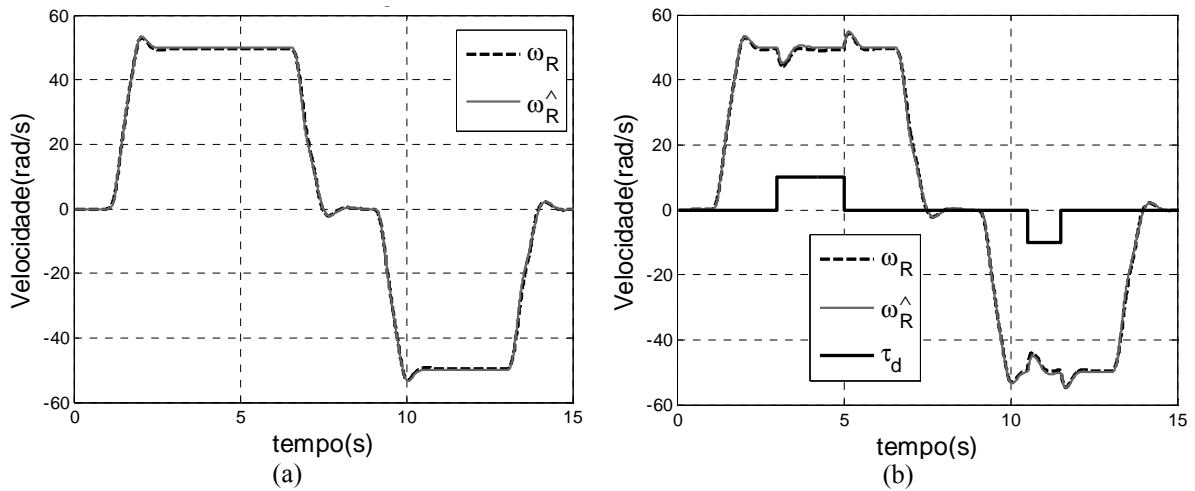 60
40
20
0
-20
-40
-60
0
5
10
15
Velocidade(rad/s)
tempo(s)
ω_R
ω_R^
(a)
60
40
20
0
-20
-40
-60
0
5
10
15
Velocidade(rad/s)
tempo(s)
ω_R
ω_R^
τ_d
(b)